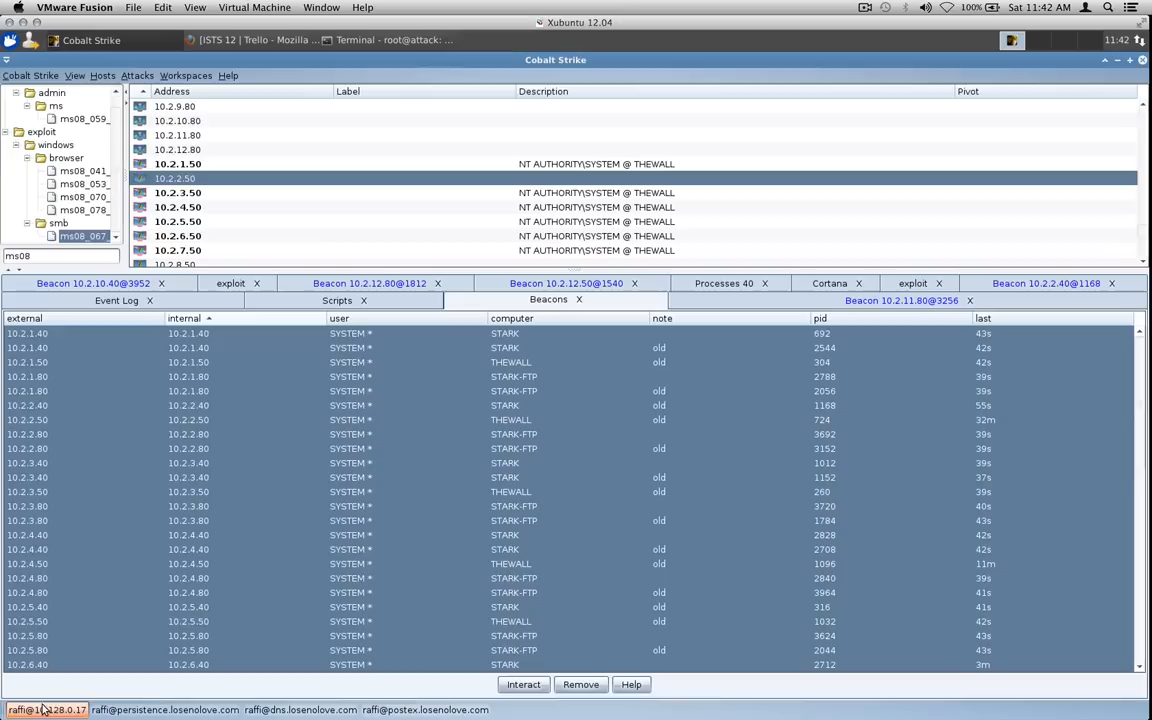 VMware Fusion File Edit View Virtual Machine Window Help 100% Sat 11:42 AM
Xubuntu 12.04
Cobalt Strike [ISTS 12 | Trello - Mozilla ... Terminal - root@attack: ... 11:42
Cobalt Strike
Cobalt Strike View Hosts Attacks Workspaces Help
admin
ms
ms08_059_
exploit
windows
browser
ms08_041_
ms08_053_
ms08_070_
ms08_078_
smb
ms08_067_
ms08
Address Label Description Pivot
10.2.9.80
10.2.10.80
10.2.11.80
10.2.12.80
10.2.1.50 NT AUTHORITY\SYSTEM @ THEWALL
10.2.2.50
10.2.3.50 NT AUTHORITY\SYSTEM @ THEWALL
10.2.4.50 NT AUTHORITY\SYSTEM @ THEWALL
10.2.5.50 NT AUTHORITY\SYSTEM @ THEWALL
10.2.6.50 NT AUTHORITY\SYSTEM @ THEWALL
10.2.7.50 NT AUTHORITY\SYSTEM @ THEWALL
10.2.8.50
Beacon 10.2.10.40@3952 X exploit X Beacon 10.2.12.80@1812 X Beacon 10.2.12.50@1540 X Processes 40 X Cortana X exploit X Beacon 10.2.2.40@1168 X
Event Log X Scripts X Beacons X Beacon 10.2.11.80@3256 X
external internal user computer note pid last
10.2.1.40 10.2.1.40 SYSTEM * STARK 692 43s
10.2.1.40 10.2.1.40 SYSTEM * STARK old 2544 42s
10.2.1.50 10.2.1.50 SYSTEM * THEWALL old 304 42s
10.2.1.80 10.2.1.80 SYSTEM * STARK-FTP 2788 39s
10.2.1.80 10.2.1.80 SYSTEM * STARK-FTP old 2056 39s
10.2.2.40 10.2.2.40 SYSTEM * STARK old 1168 55s
10.2.2.50 10.2.2.50 SYSTEM * THEWALL old 724 32m
10.2.2.80 10.2.2.80 SYSTEM * STARK-FTP 3692 39s
10.2.2.80 10.2.2.80 SYSTEM * STARK-FTP old 3152 39s
10.2.3.40 10.2.3.40 SYSTEM * STARK 1012 39s
10.2.3.40 10.2.3.40 SYSTEM * STARK old 1152 37s
10.2.3.50 10.2.3.50 SYSTEM * THEWALL old 260 39s
10.2.3.80 10.2.3.80 SYSTEM * STARK-FTP 3720 40s
10.2.3.80 10.2.3.80 SYSTEM * STARK-FTP old 1784 43s
10.2.4.40 10.2.4.40 SYSTEM * STARK 2828 42s
10.2.4.40 10.2.4.40 SYSTEM * STARK old 2708 42s
10.2.4.50 10.2.4.50 SYSTEM * THEWALL old 1096 11m
10.2.4.80 10.2.4.80 SYSTEM * STARK-FTP 2840 39s
10.2.4.80 10.2.4.80 SYSTEM * STARK-FTP old 3964 41s
10.2.5.40 10.2.5.40 SYSTEM * STARK old 316 41s
10.2.5.50 10.2.5.50 SYSTEM * THEWALL old 1032 42s
10.2.5.80 10.2.5.80 SYSTEM * STARK-FTP 3624 43s
10.2.5.80 10.2.5.80 SYSTEM * STARK-FTP old 2044 43s
10.2.6.40 10.2.6.40 SYSTEM * STARK 2712 3m
Interact Remove Help
raffi@persistence.losenolove.com raffi@dns.losenolove.com raffi@postex.losenolove.com